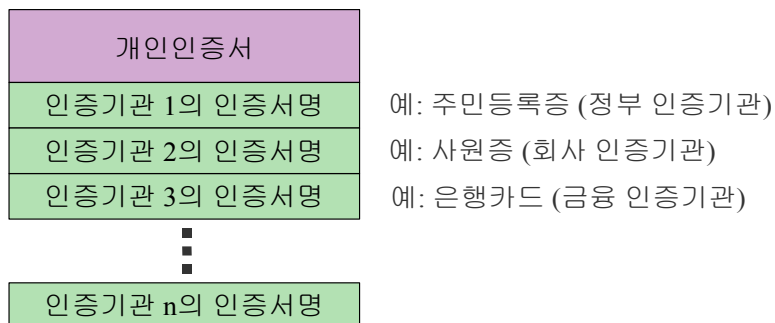 개인인증서
인증기관 1의 인증서명
예: 주민등록증 (정부 인증기관)
인증기관 2의 인증서명
예: 사원증 (회사 인증기관)
인증기관 3의 인증서명
예: 은행카드 (금융 인증기관)
인증기관 n의 인증서명